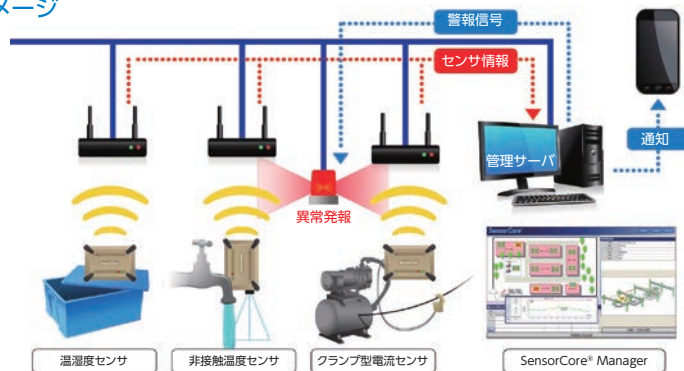 メージ
警報信号
センサ情報
通知
管理サーバ
異常発報
SensorCore
温湿度センサ
非接触温度センサ
クランプ型電流センサ
SensorCore® Manager